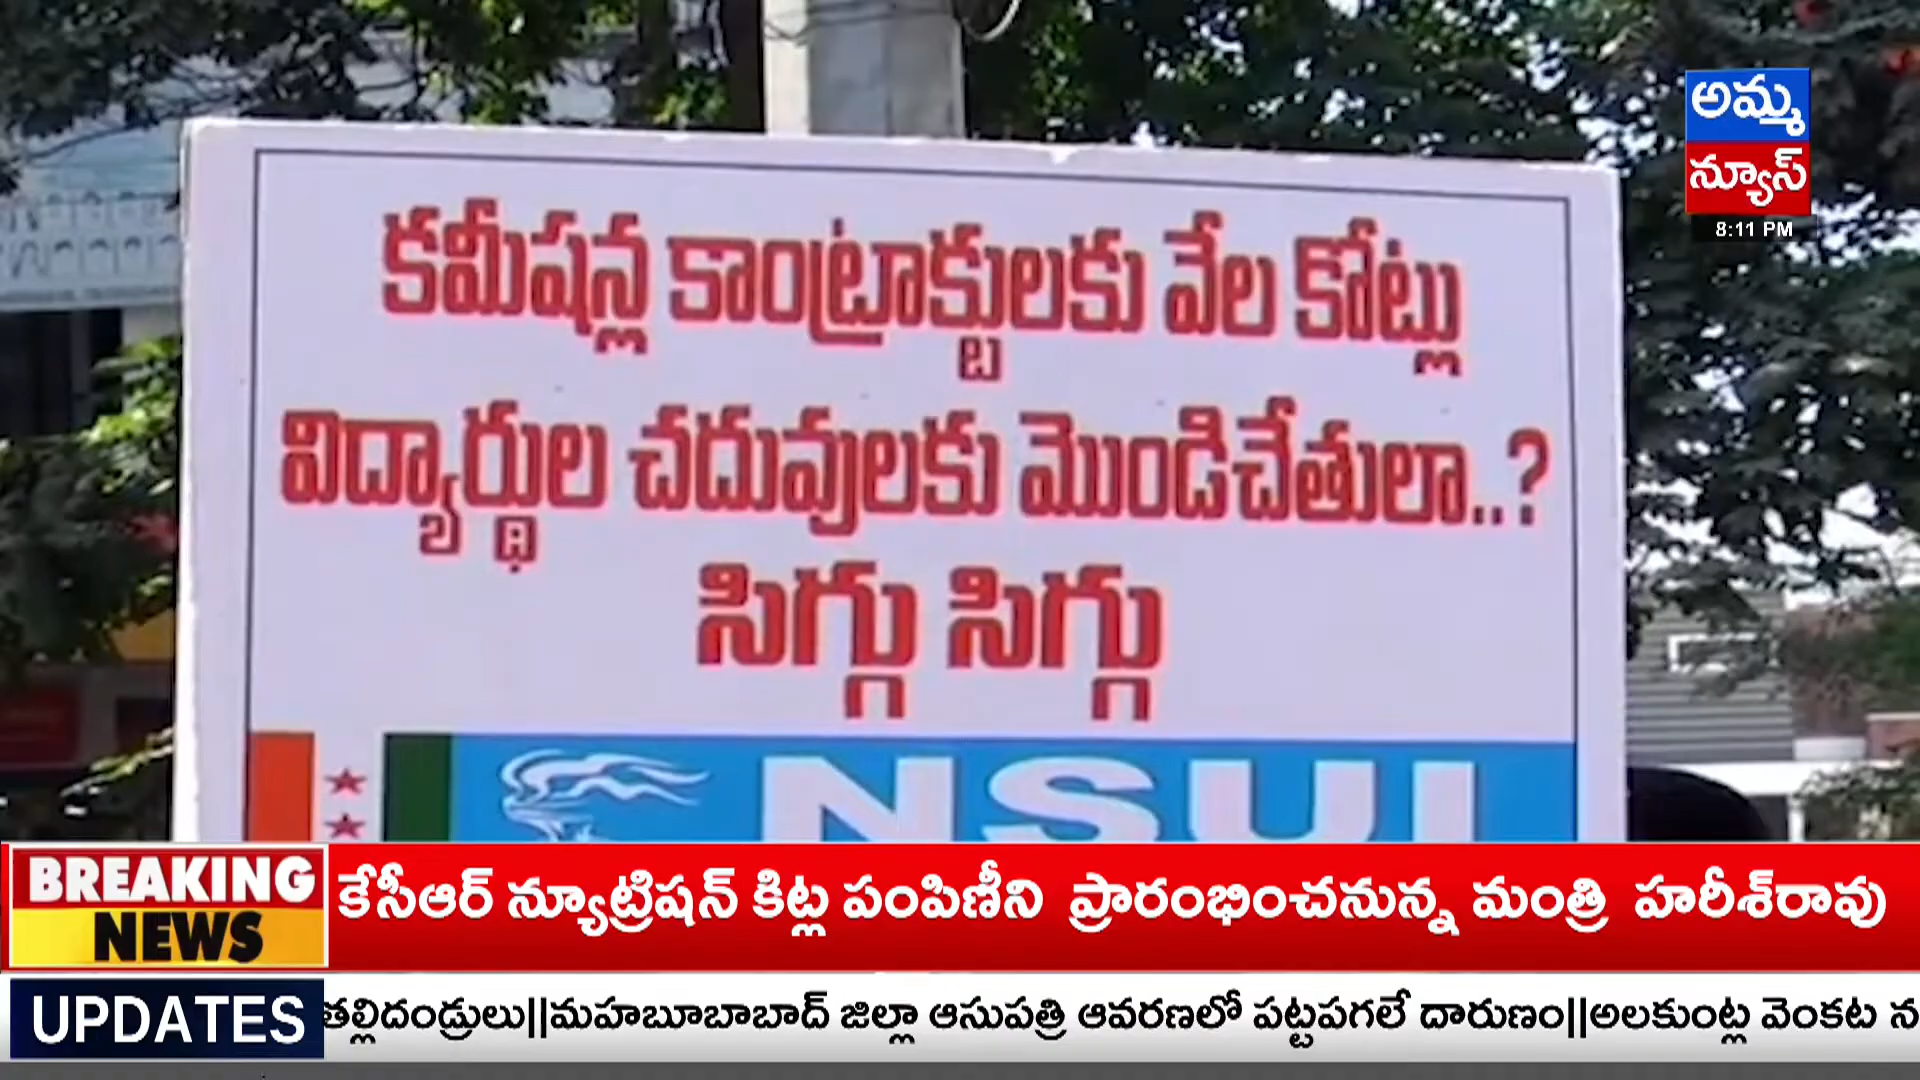 అమ్మ
న్యూస్
8:11 PM
కమీషన్ల కాంట్రాక్టులకు వేల కోట్లు
విద్యార్థుల చదువులకు మొండిచేతులా..?
సిగ్గు సిగ్గు
NSUI
BREAKING
NEWS
కేసీఆర్ న్యూట్రిషన్ కిట్ల పంపిణీని ప్రారంభించనున్న మంత్రి హరీశ్‌రావు
UPDATES
తల్లిదండ్రులు||మహబూబాబాద్ జిల్లా ఆసుపత్రి ఆవరణలో పట్టపగలే దారుణం||అలకుంట్ల వెంకట న